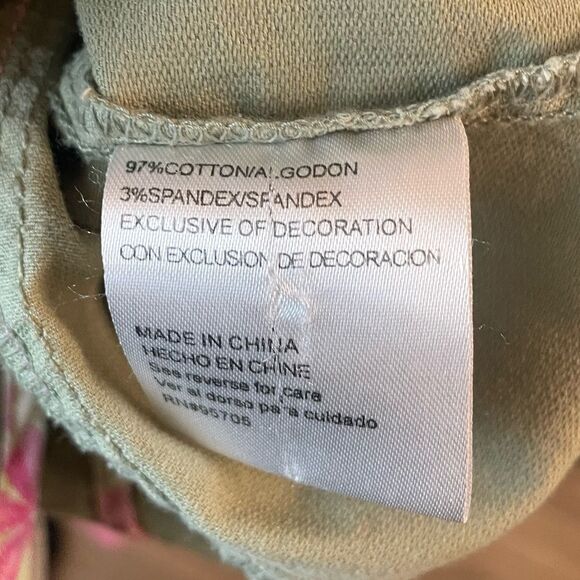 97%COTTON/ALGODON
3%SPANDEX/SPANDEX
EXCLUSIVE OF DECORATION
CON EXCLUSION DE DECORACION
MADE IN CHINA
HECHO EN CHINE
See reverse for care
Ver al dorso para cuidado
RN#95705